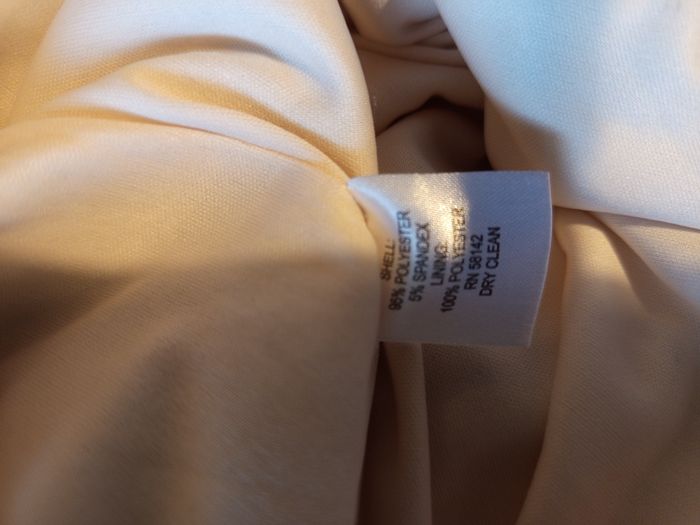 SHELL:
95% POLYESTER
5% SPANDEX
LINING:
100% POLYESTER
RN 58142
DRY CLEAN